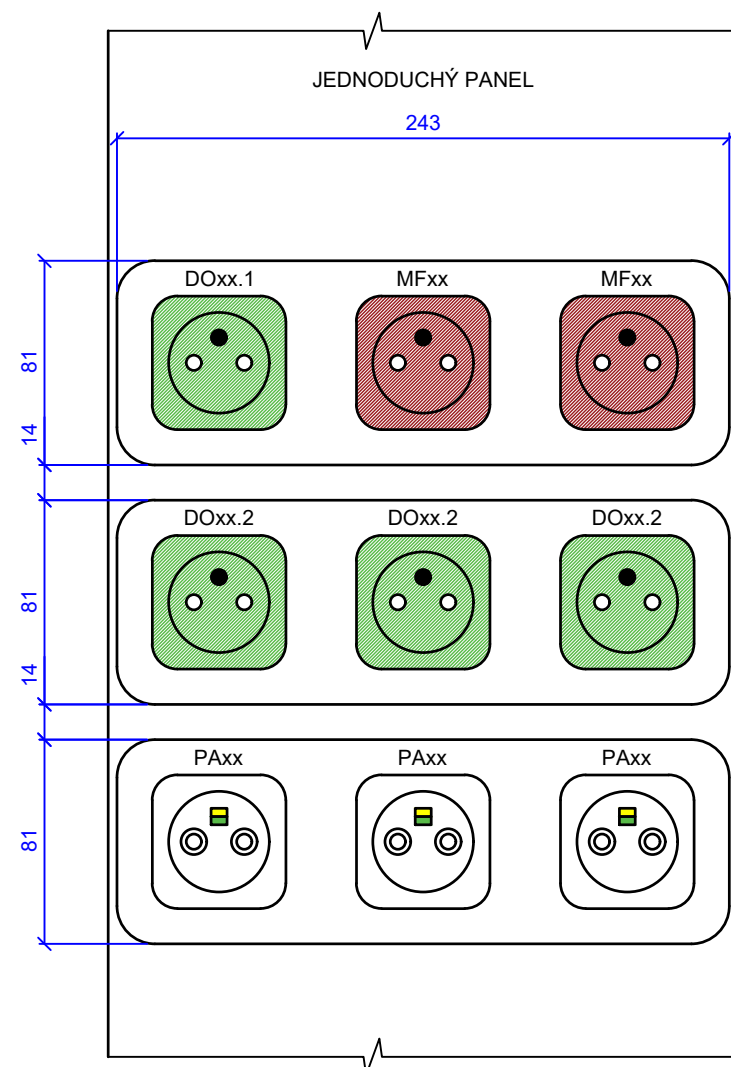 JEDNODUCHÝ PANEL
243
DOxx.1 MFxx MFxx
81
14
DOxx.2 DOxx.2 DOxx.2
81
14
PAxx PAxx PAxx
81